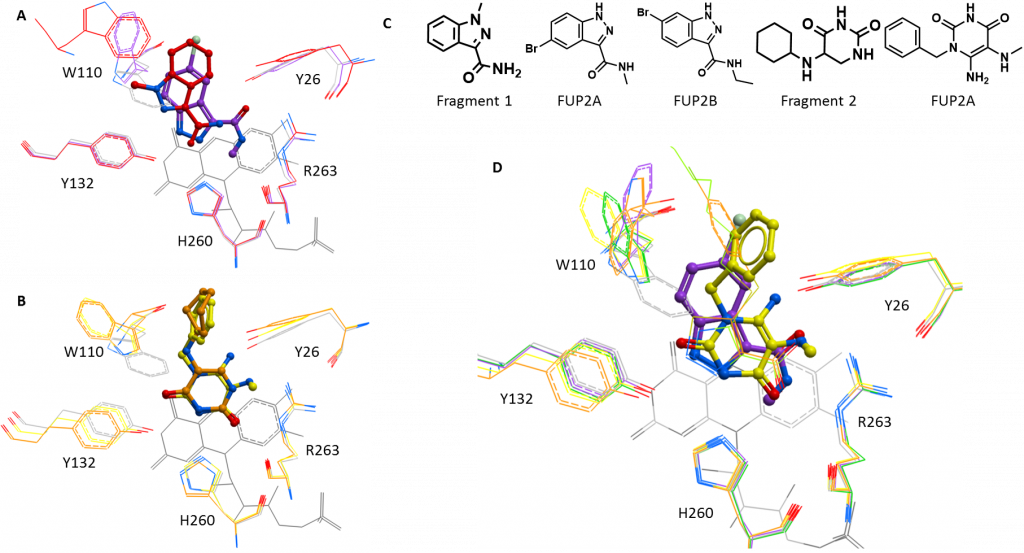 A
W110
Y26
Y132
R263
H260
B
W110
Y26
Y132
R263
H260
C
N
N
O
NH2
Fragment 1
H
N
N
Br
O
NH
FUP2A
Br
H
N
N
O
NH
FUP2B
O
NH
O
NH
N
H
Fragment 2
H
O
N
O
N
N
H
NH2
FUP2A
D
W110
Y26
Y132
R263
H260